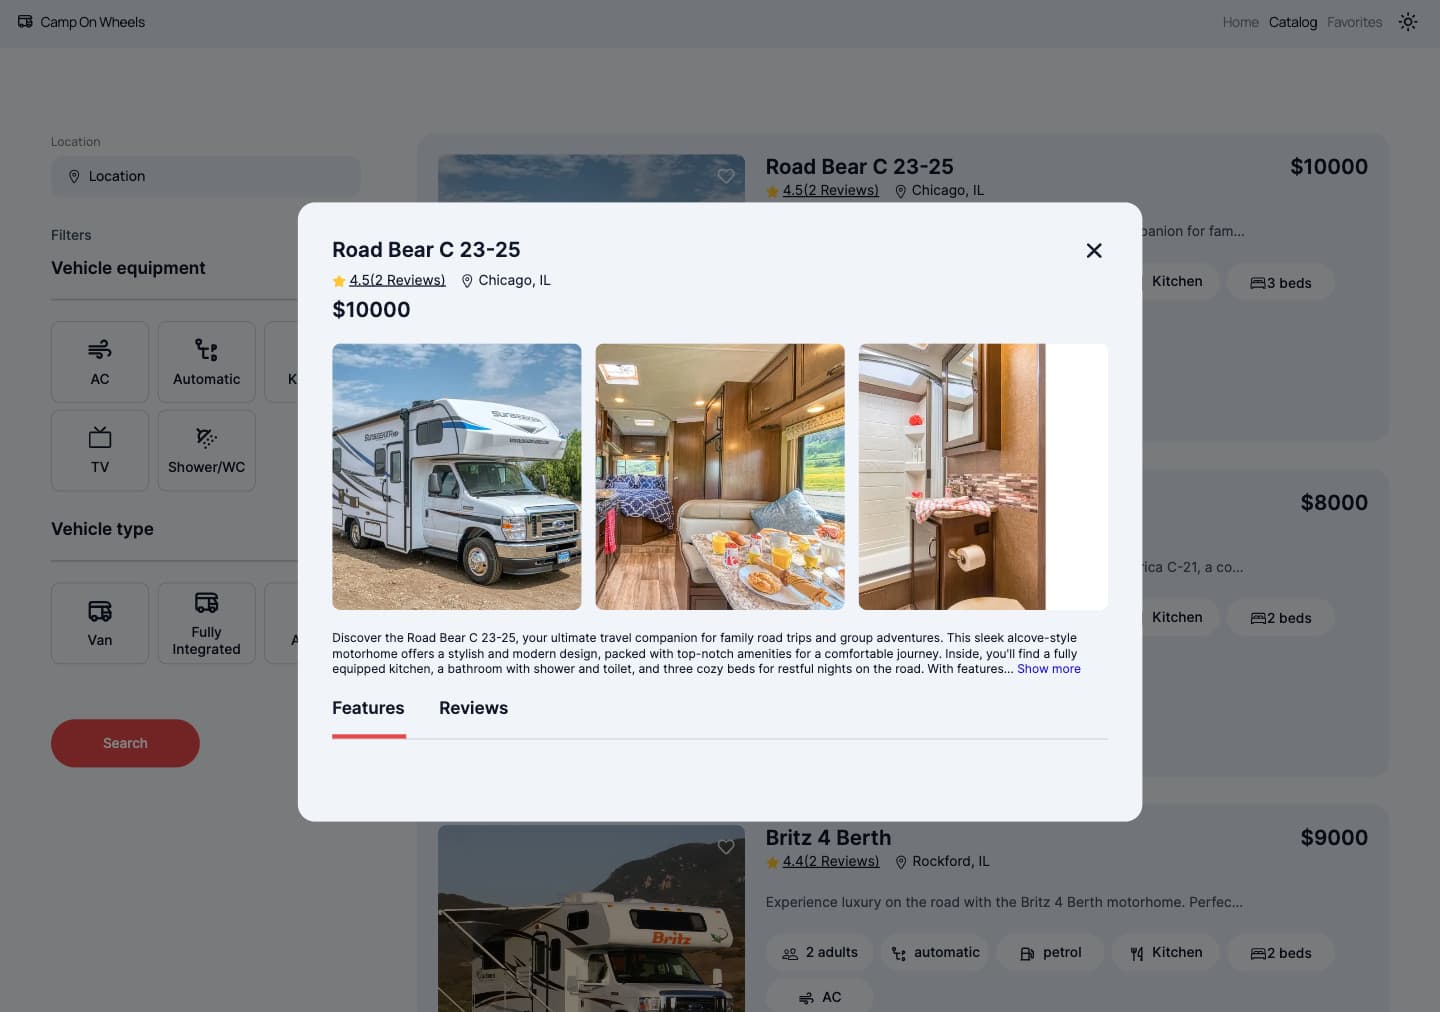 Camp On Wheels
Home Catalog Favorites
Location
Location
Filters
Vehicle equipment
AC
Automatic
K
TV
Shower/WC
Vehicle type
Van
Fully
Integrated
A
Search
Road Bear C 23-25
$10000
4.5(2 Reviews) Chicago, IL
panion for fam...
Kitchen
3 beds
Road Bear C 23-25
4.5(2 Reviews) Chicago, IL
$10000
SUNSEEKER
SUNSEEKER
Discover the Road Bear C 23-25, your ultimate travel companion for family road trips and group adventures. This sleek alcove-style
motorhome offers a stylish and modern design, packed with top-notch amenities for a comfortable journey. Inside, you'll find a fully
equipped kitchen, a bathroom with shower and toilet, and three cozy beds for restful nights on the road. With features... Show more
Features Reviews
$8000
rica C-21, a co...
Kitchen
2 beds
Britz 4 Berth
$9000
4.4(2 Reviews) Rockford, IL
Experience luxury on the road with the Britz 4 Berth motorhome. Perfec...
2 adults
automatic
petrol
Kitchen
2 beds
AC
Britz